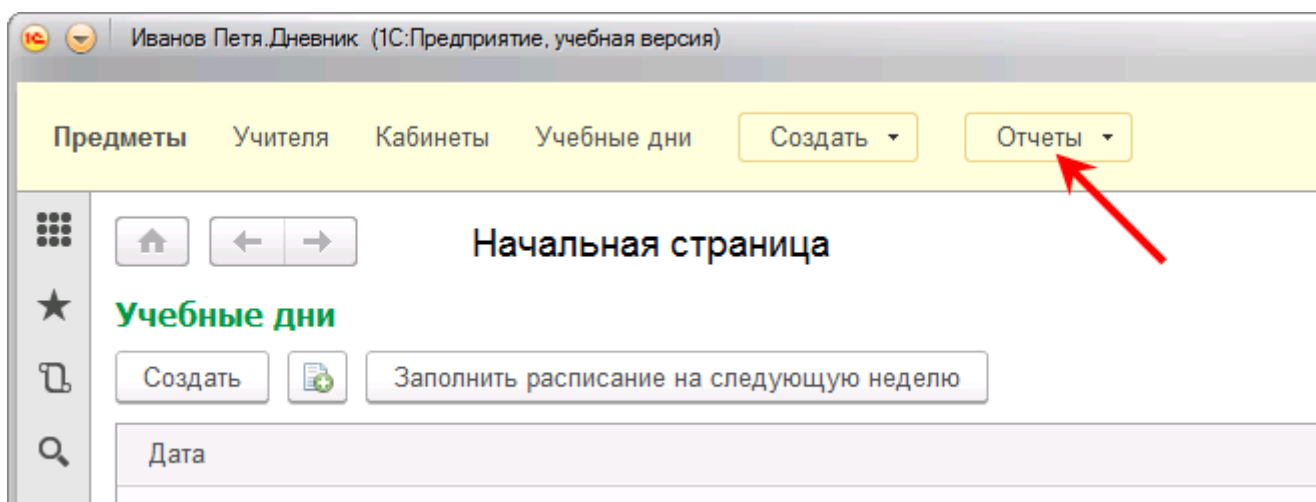 1С Иванов Петя.Дневник (1С:Предприятие, учебная версия)
Предметы Учителя Кабинеты Учебные дни Создать Отчеты
Начальная страница
Учебные дни
Создать Заполнить расписание на следующую неделю
Дата